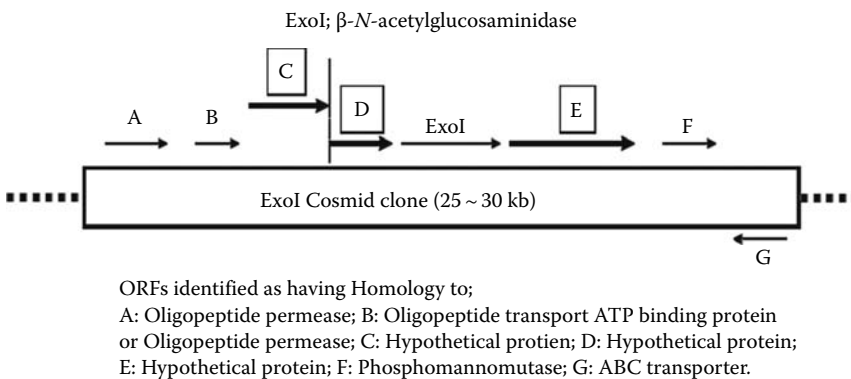 ExoI; β-N-acetylglucosaminidase
C
A
B
D
ExoI
E
F
ExoI Cosmid clone (25 ~ 30 kb)
G
ORFs identified as having Homology to;
A: Oligopeptide permease; B: Oligopeptide transport ATP binding protein
or Oligopeptide permease; C: Hypothetical protien; D: Hypothetical protein;
E: Hypothetical protein; F: Phosphomannomutase; G: ABC transporter.